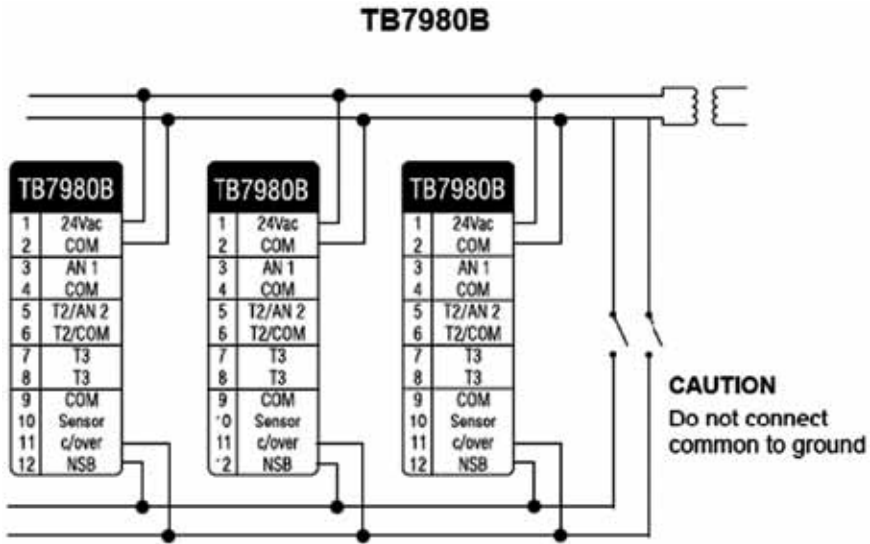 TB7980B
TB7980B
1 24Vac
2 COM
3 AN 1
4 COM
5 T2/AN 2
6 T2/COM
7 T3
8 T3
9 COM
10 Sensor
11 c/over
12 NSB
TB7980B
1 24Vac
2 COM
3 AN 1
4 COM
5 T2/AN 2
6 T2/COM
7 T3
8 T3
9 COM
'0 Sensor
11 c/over
'2 NSB
TB7980B
1 24Vac
2 COM
3 AN 1
4 COM
5 T2/AN 2
6 T2/COM
7 T3
8 T3
9 COM
10 Sensor
11 c/over
12 NSB
CAUTION
Do not connect
common to ground